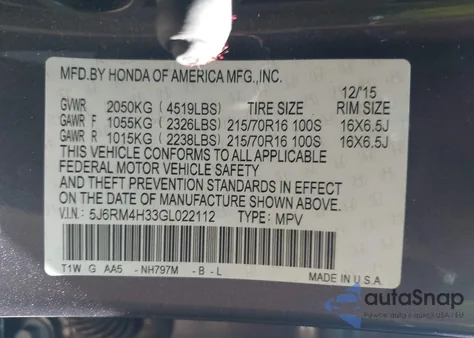 MFD.BY HONDA OF AMERICA MFG.,INC.
12/'15
GVWR 2050KG ( 4519LBS) TIRE SIZE RIM SIZE
GAWR F 1055KG ( 2326LBS) 215/70R16 100S 16X6.5J
GAWR R 1015KG ( 2238LBS) 215/70R16 100S 16X6.5J
THIS VEHICLE CONFORMS TO ALL APPLICABLE
FEDERAL MOTOR VEHICLE SAFETY
AND THEFT PREVENTION STANDARDS IN EFFECT
ON THE DATE OF MANUFACTURE SHOWN ABOVE.
V.I.N: 5J6RM4H33GL022112 TYPE: MPV
T1W G AA5 - NH797M - B - L
MADE IN U.S.A.
autoSnap